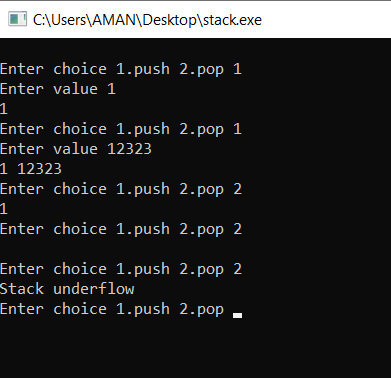 C:\Users\AMAN\Desktop\stack.exe
Enter choice 1.push 2.pop 1
Enter value 1
1
Enter choice 1.push 2.pop 1
Enter value 12323
1 12323
Enter choice 1.push 2.pop 2
1
Enter choice 1.push 2.pop 2
Enter choice 1.push 2.pop 2
Stack underflow
Enter choice 1.push 2.pop